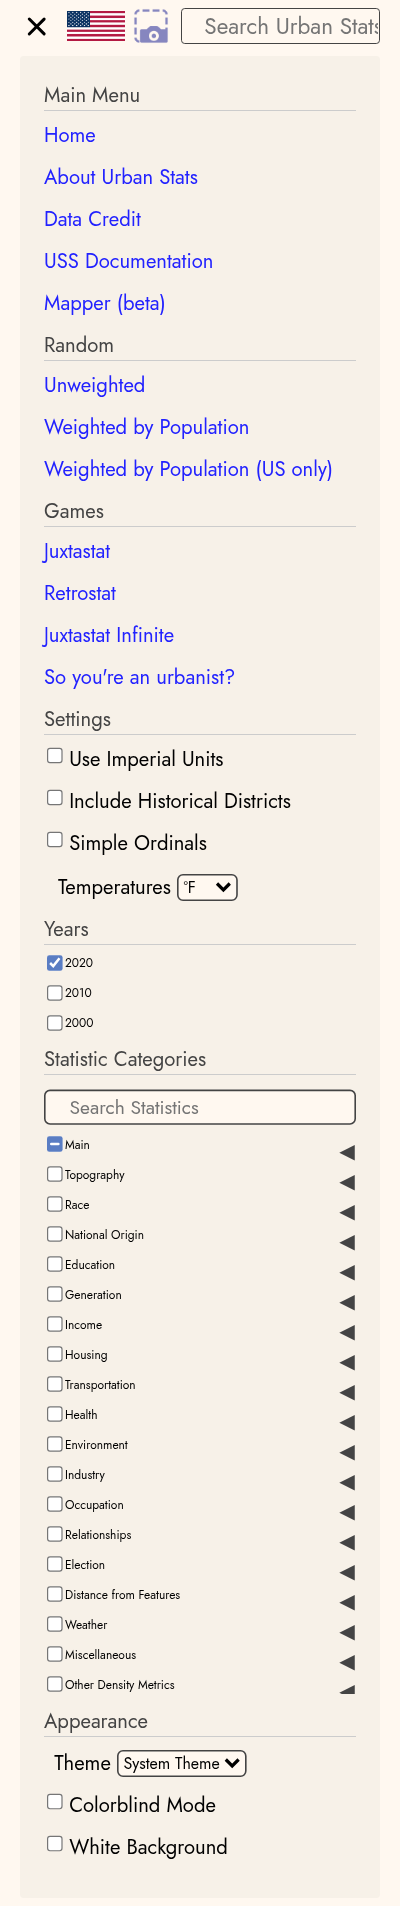 Search Urban Stats
Main Menu
Home
About Urban Stats
Data Credit
USS Documentation
Mapper (beta)
Random
Unweighted
Weighted by Population
Weighted by Population (US only)
Games
Juxtastat
Retrostat
Juxtastat Infinite
So you're an urbanist?
Settings
Use Imperial Units
Include Historical Districts
Simple Ordinals
Temperatures °F
Years
2020
2010
2000
Statistic Categories
Search Statistics
Main
Topography
Race
National Origin
Education
Generation
Income
Housing
Transportation
Health
Environment
Industry
Occupation
Relationships
Election
Distance from Features
Weather
Miscellaneous
Other Density Metrics
Appearance
Theme System Theme
Colorblind Mode
White Background